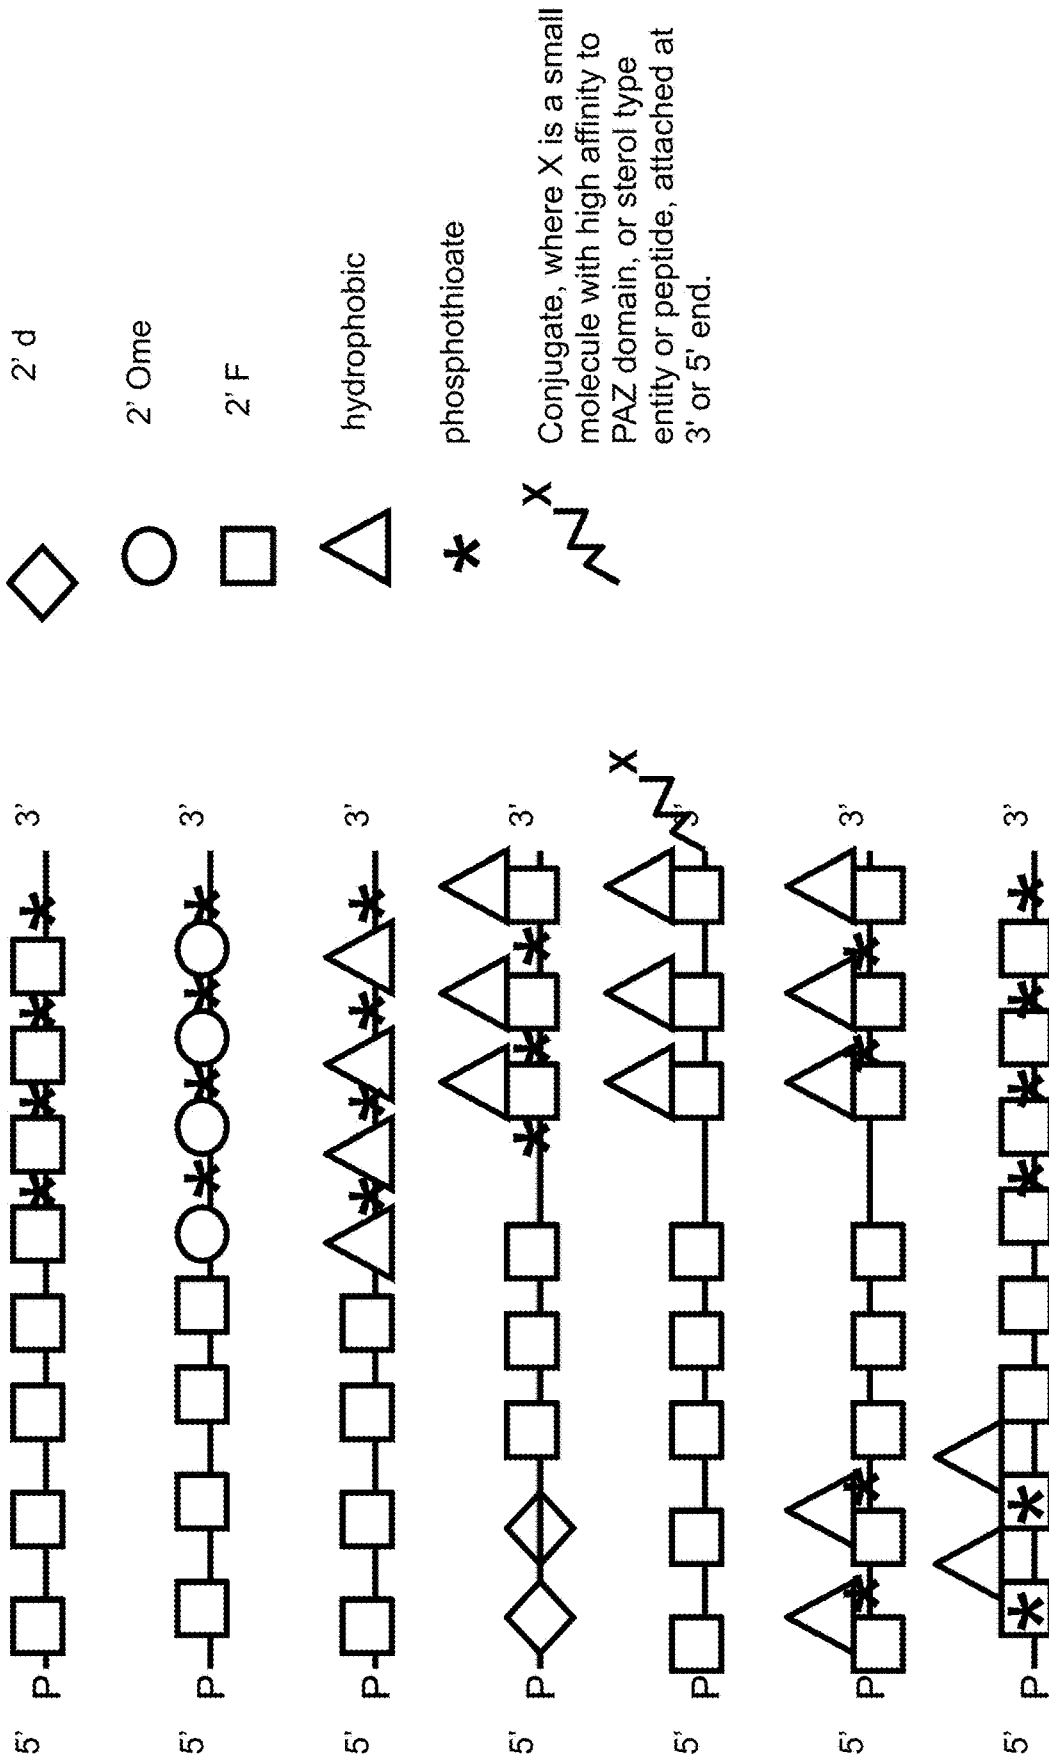 5' P 3'
5' P 3'
5' P 3'
5' P 3'
5' P 3' X
5' P 3'
5' P 3'
2' d
2' Ome
2' F
hydrophobic
phosphothioate
X
Conjugate, where X is a small
molecule with high affinity to
PAZ domain, or sterol type
entity or peptide, attached at
3' or 5' end.